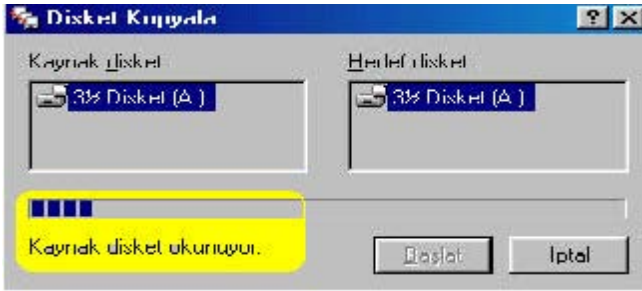 Disket Kopyala
Kaynak disket
Hedef disket
3½ Disket (A:)
3½ Disket (A:)
Kaynak disket okunuyor.
Başlat
İptal